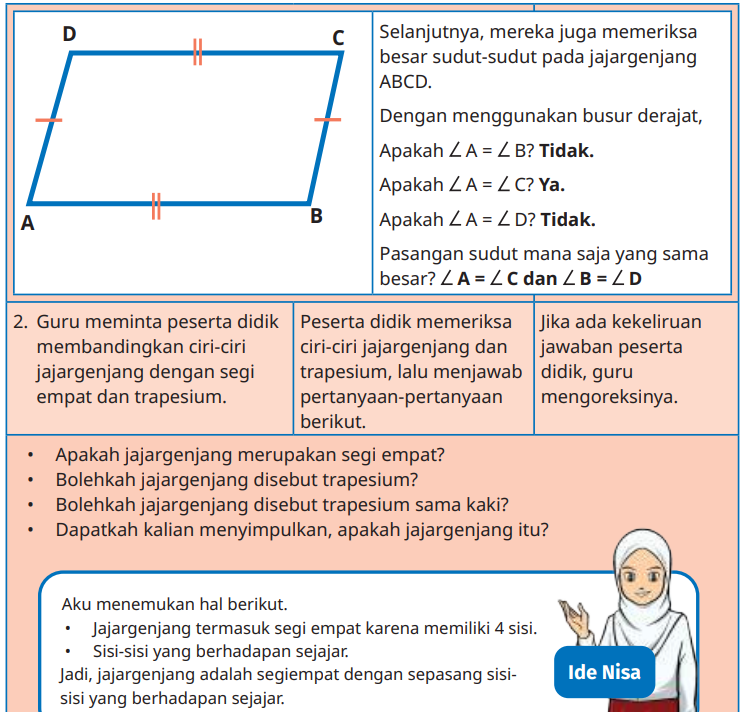 D
C
A
B
Selanjutnya, mereka juga memeriksa
besar sudut-sudut pada jajargenjang
ABCD.
Dengan menggunakan busur derajat,
Apakah ∠A = ∠B? Tidak.
Apakah ∠A = ∠C? Ya.
Apakah ∠A = ∠D? Tidak.
Pasangan sudut mana saja yang sama
besar? ∠A = ∠C dan ∠B = ∠D
2. Guru meminta peserta didik
membandingkan ciri-ciri
jajargenjang dengan segi
empat dan trapesium.
Peserta didik memeriksa
ciri-ciri jajargenjang dan
trapesium, lalu menjawab
pertanyaan-pertanyaan
berikut.
Jika ada kekeliruan
jawaban peserta
didik, guru
mengoreksinya.
• Apakah jajargenjang merupakan segi empat?
• Bolehkah jajargenjang disebut trapesium?
• Bolehkah jajargenjang disebut trapesium sama kaki?
• Dapatkah kalian menyimpulkan, apakah jajargenjang itu?
Aku menemukan hal berikut.
• Jajargenjang termasuk segi empat karena memiliki 4 sisi.
• Sisi-sisi yang berhadapan sejajar.
Jadi, jajargenjang adalah segiempat dengan sepasang sisi-
sisi yang berhadapan sejajar.
Ide Nisa